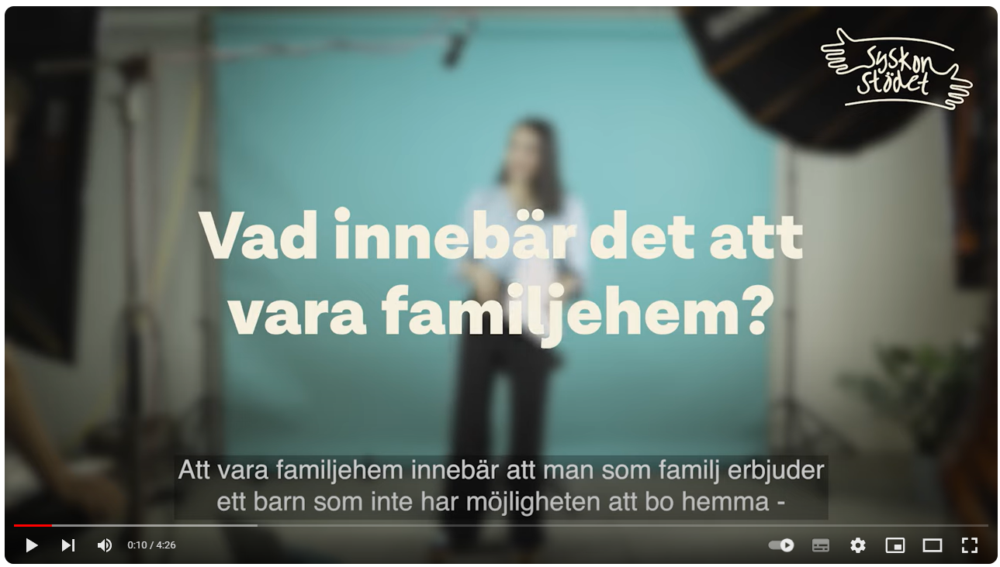 Syskon
stödet
Vad innebär det att
vara familjehem?
Att vara familjehem innebär att man som familj erbjuder
ett barn som inte har möjligheten att bo hemma -
0:10 / 4:26